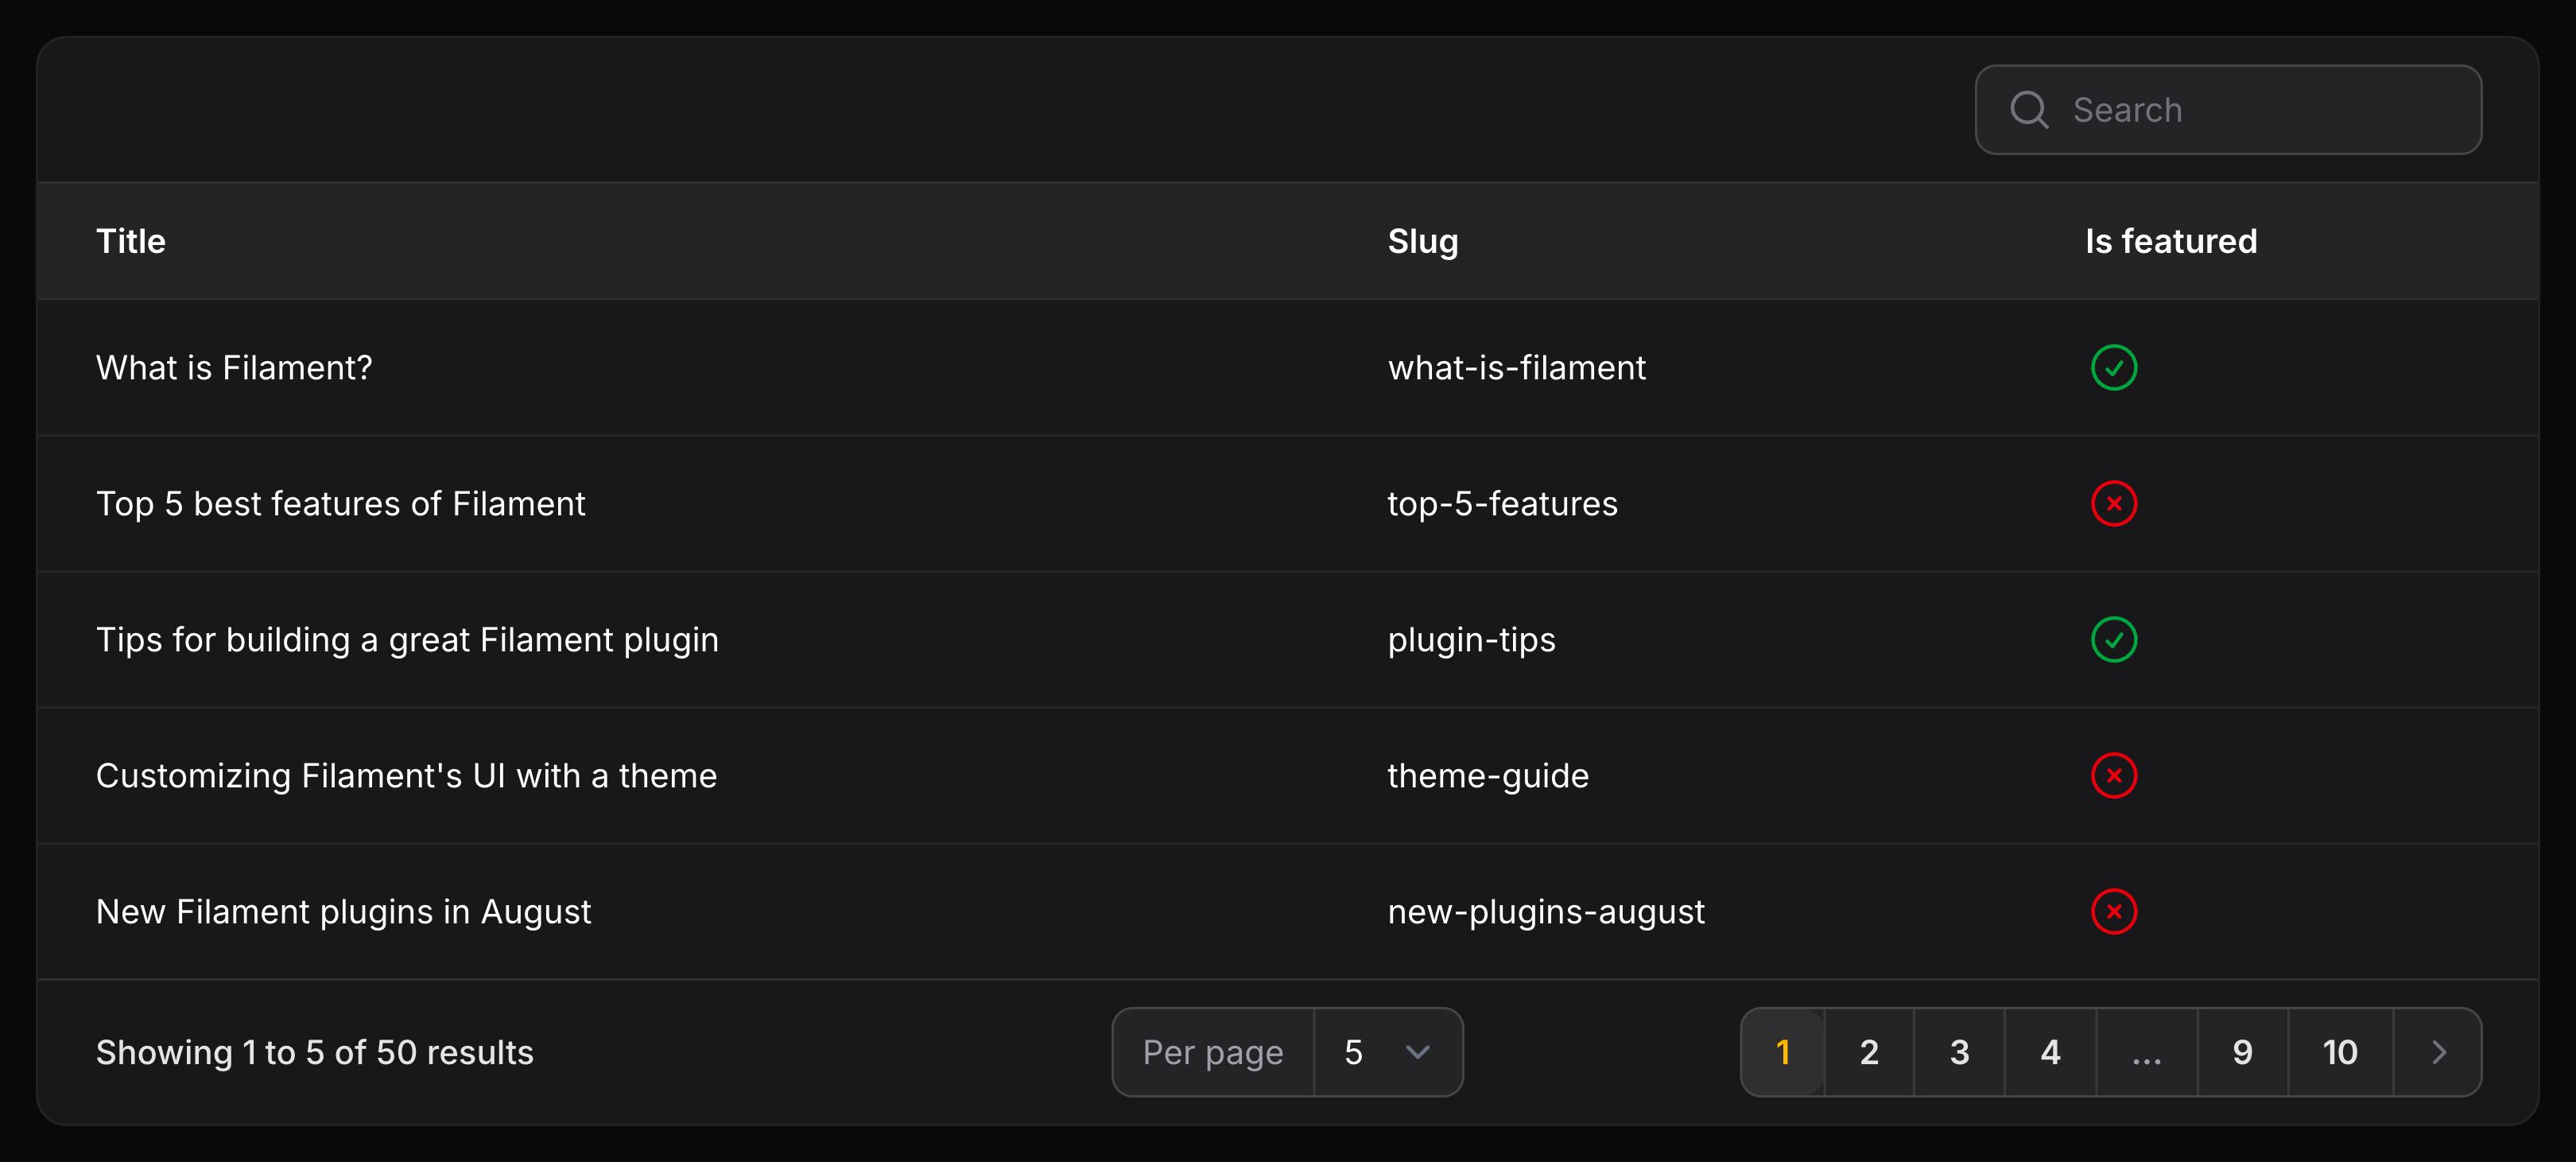 Search
Title Slug Is featured
What is Filament? what-is-filament
Top 5 best features of Filament top-5-features
Tips for building a great Filament plugin plugin-tips
Customizing Filament's UI with a theme theme-guide
New Filament plugins in August new-plugins-august
Showing 1 to 5 of 50 results Per page 5 1 2 3 4 ... 9 10